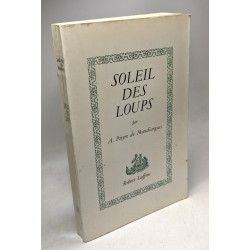 SOLEIL
DES
LOUPS
par
A. Pieyre de Mandiargues
Robert Laffont